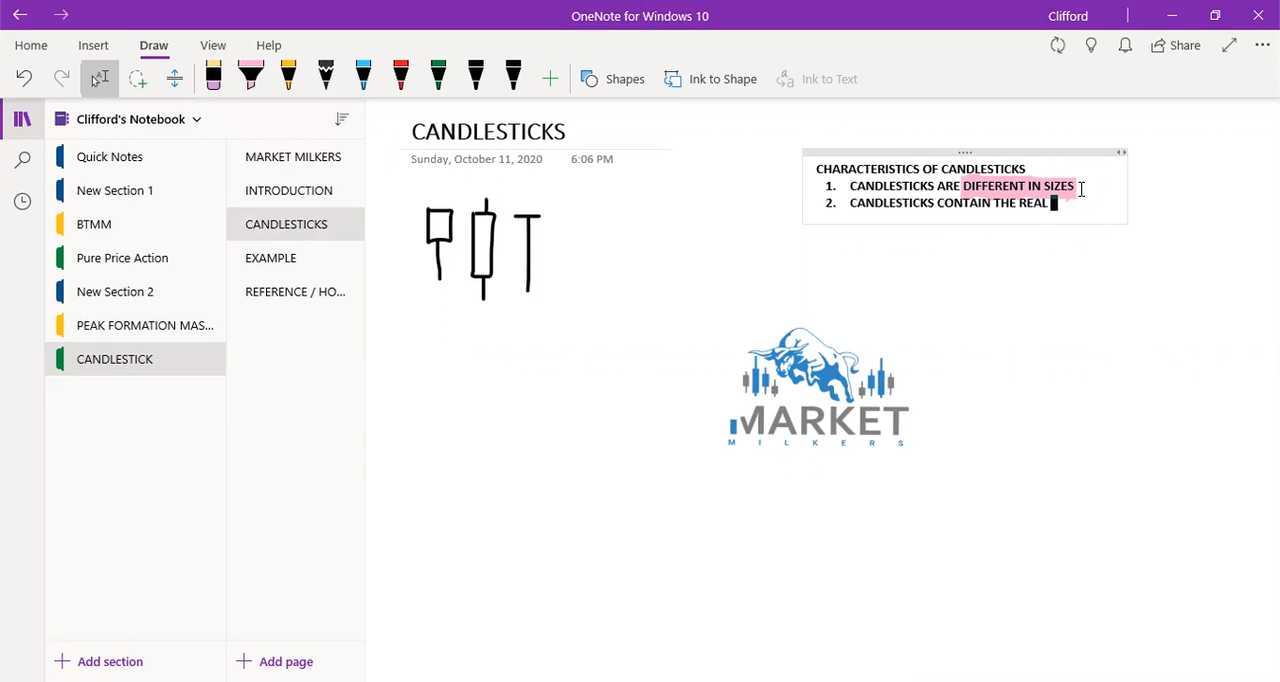 OneNote for Windows 10
Clifford
Home
Insert
Draw
View
Help
Share
Shapes
Ink to Shape
Ink to Text
Clifford's Notebook
Quick Notes
New Section 1
BTMM
Pure Price Action
New Section 2
PEAK FORMATION MAS...
CANDLESTICK
Add section
MARKET MILKERS
INTRODUCTION
CANDLESTICKS
EXAMPLE
REFERENCE / HO...
Add page
CANDLESTICKS
Sunday, October 11, 2020 6:06 PM
CHARACTERISTICS OF CANDLESTICKS
1. CANDLESTICKS ARE DIFFERENT IN SIZES
2. CANDLESTICKS CONTAIN THE REAL
MARKET
MILKERS